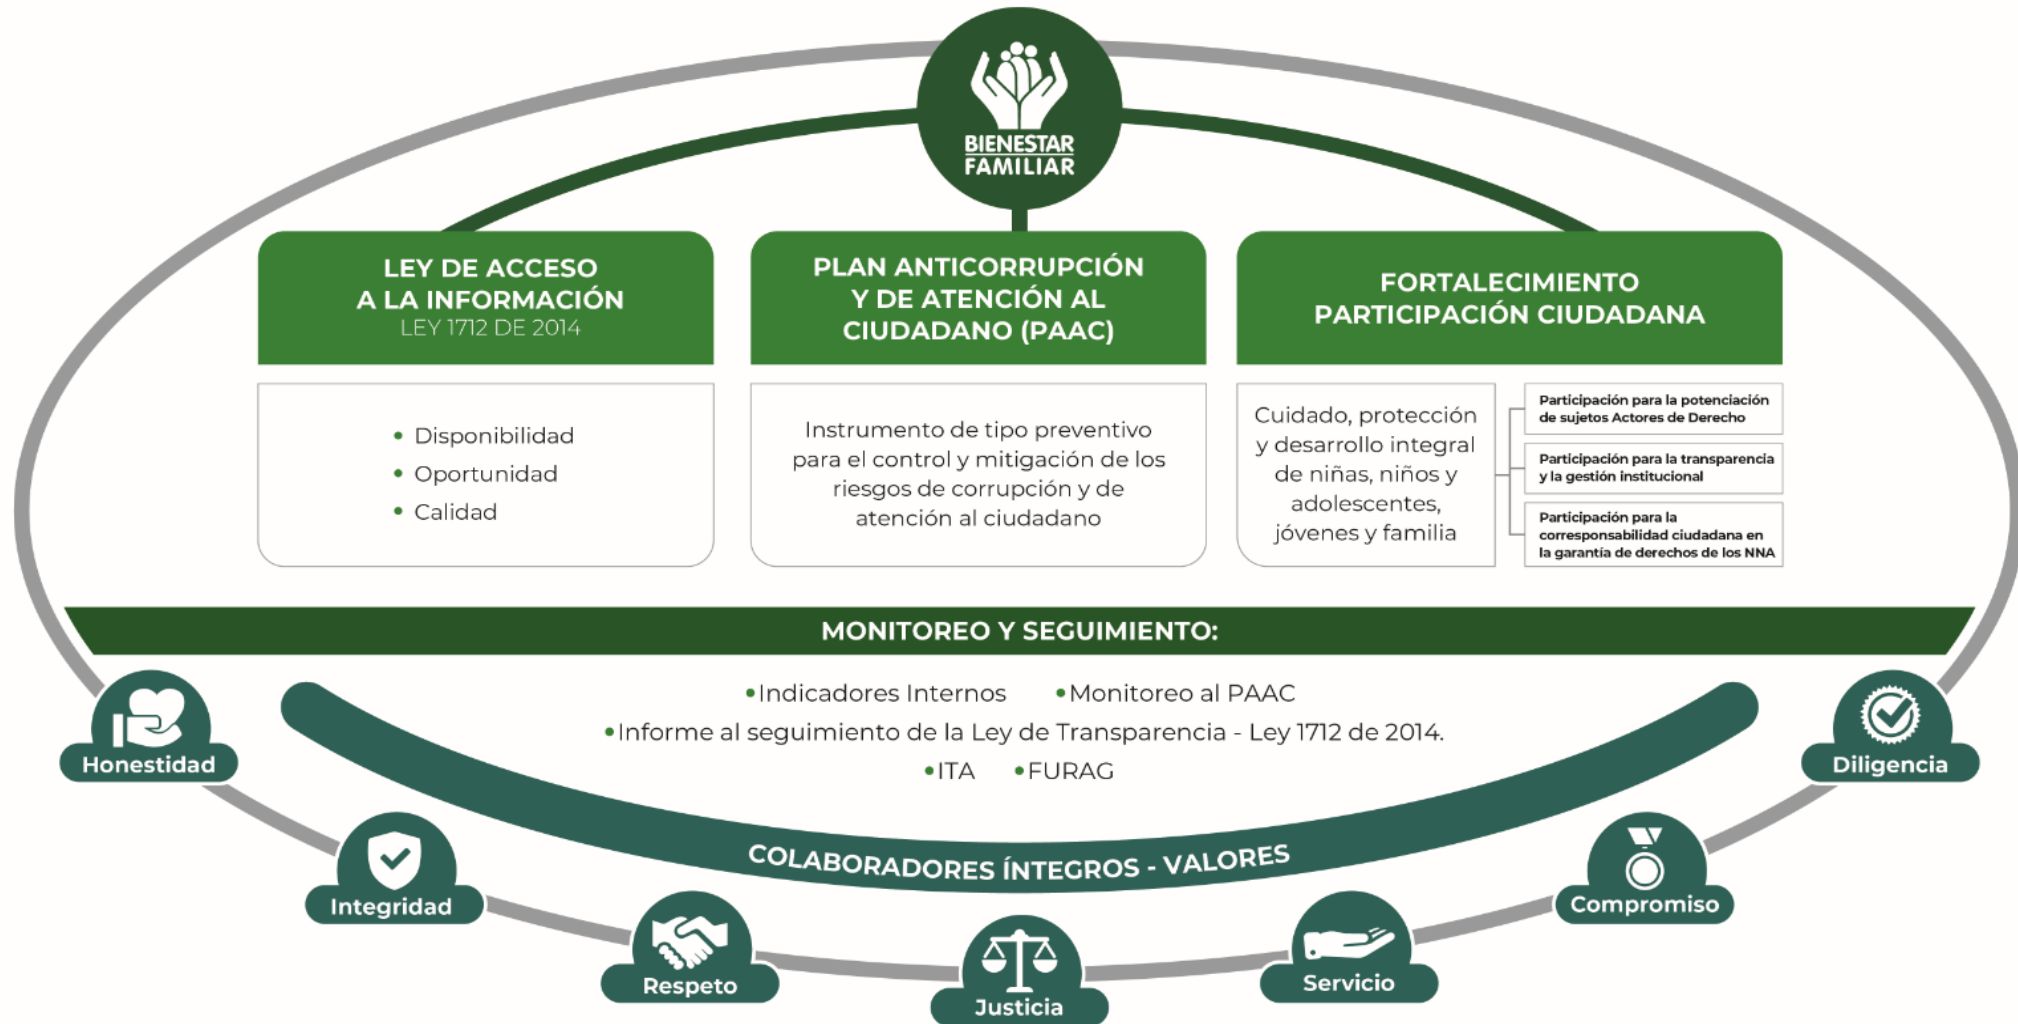 BIENESTAR
FAMILIAR
LEY DE ACCESO
A LA INFORMACIÓN
LEY 1712 DE 2014
• Disponibilidad
• Oportunidad
• Calidad
PLAN ANTICORRUPCIÓN
Y DE ATENCIÓN AL
CIUDADANO (PAAC)
Instrumento de tipo preventivo
para el control y mitigación de los
riesgos de corrupción y de
atención al ciudadano
FORTALECIMIENTO
PARTICIPACIÓN CIUDADANA
Cuidado, protección
y desarrollo integral
de niñas, niños y
adolescentes,
jóvenes y familia
Participación para la potenciación
de sujetos Actores de Derecho
Participación para la transparencia
y la gestión institucional
Participación para la
corresponsabilidad ciudadana en
la garantía de derechos de los NNA
MONITOREO Y SEGUIMIENTO:
•Indicadores Internos •Monitoreo al PAAC
•Informe al seguimiento de la Ley de Transparencia - Ley 1712 de 2014.
•ITA •FURAG
COLABORADORES ÍNTEGROS - VALORES
Honestidad
Integridad
Respeto
Justicia
Servicio
Compromiso
Diligencia